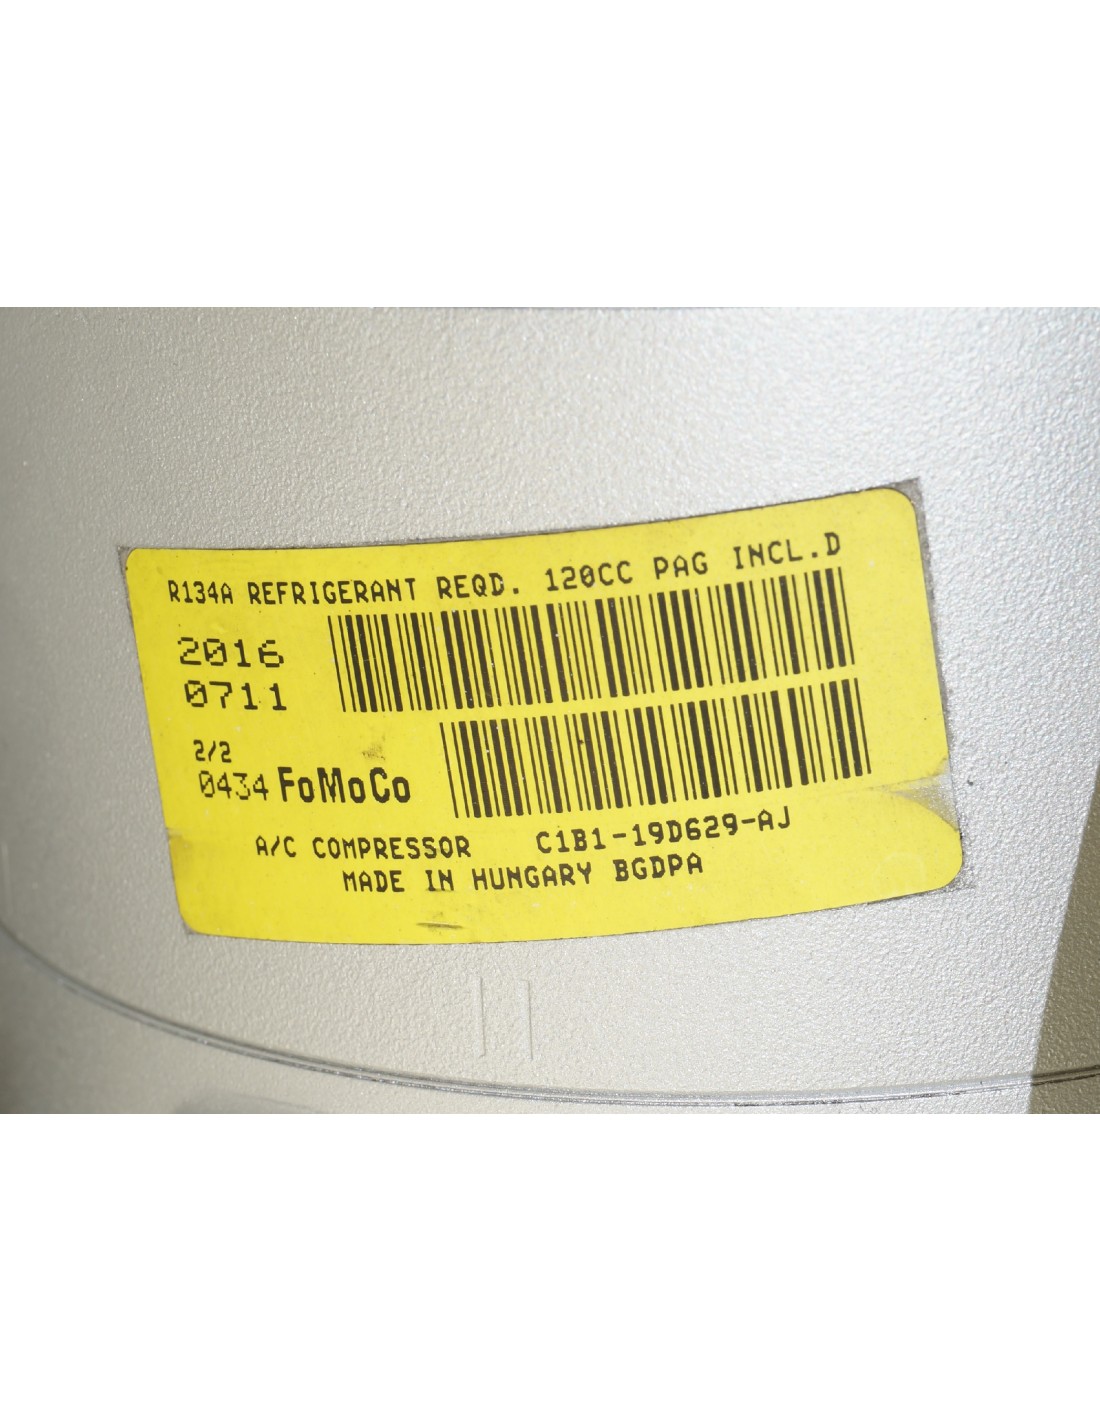 R134A REFRIGERANT REQD. 120CC PAG INCL.D
2016
0711
2/2
0434 FoMoCo
A/C COMPRESSOR C1B1-19D629-AJ
MADE IN HUNGARY BGDPA